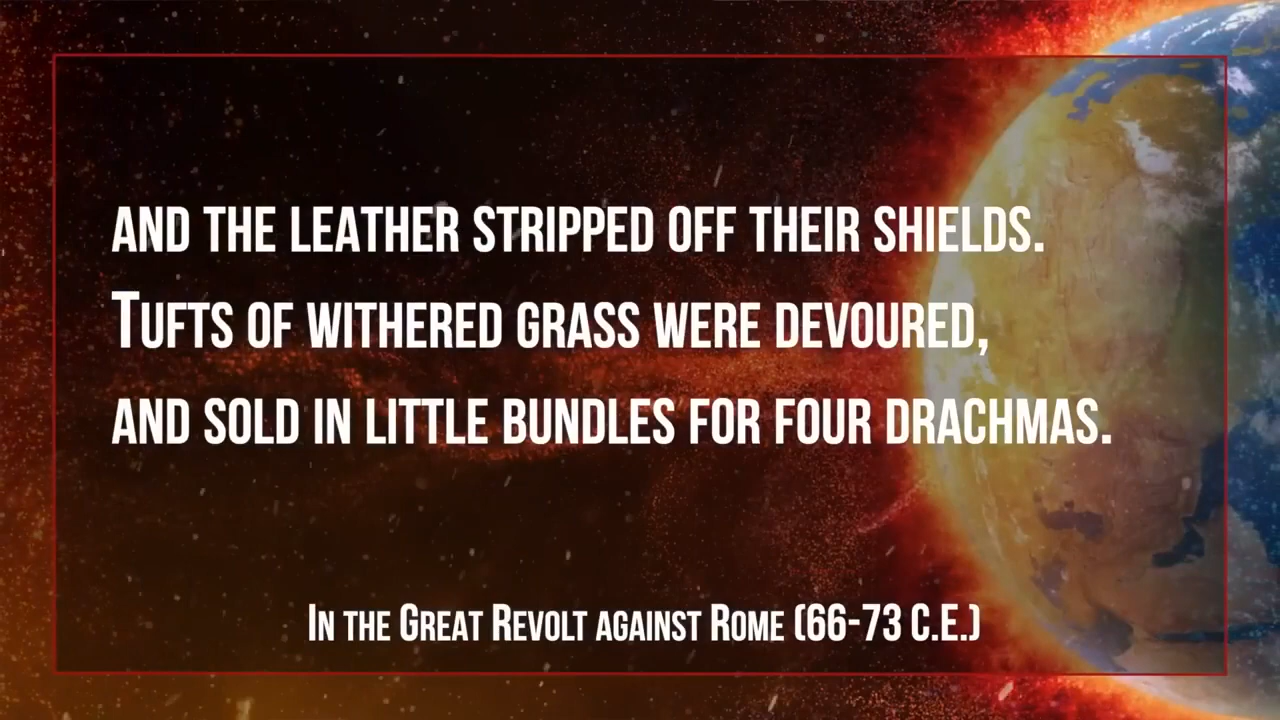 AND THE LEATHER STRIPPED OFF THEIR SHIELDS.
TUFTS OF WITHERED GRASS WERE DEVOURED,
AND SOLD IN LITTLE BUNDLES FOR FOUR DRACHMAS.
IN THE GREAT REVOLT AGAINST ROME (66-73 C.E.)